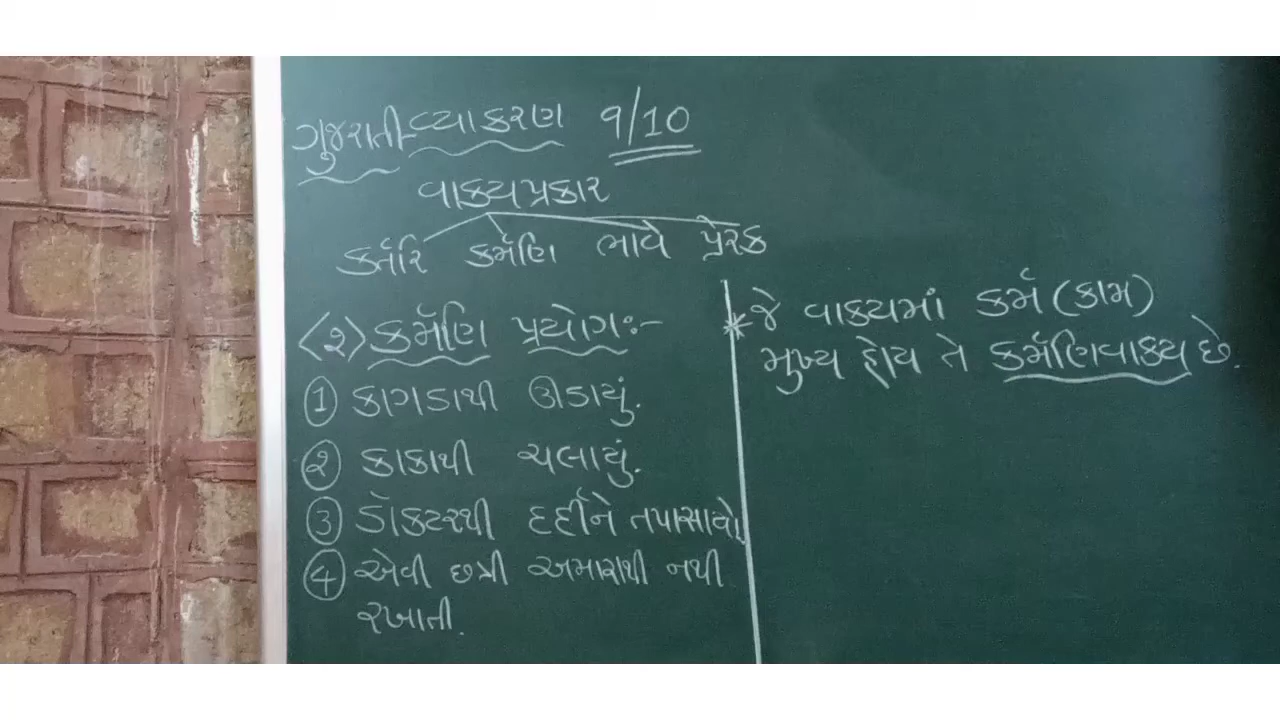 ગુજરાતી-વ્યાકરણ ૧/10
વાક્યપ્રકાર
કર્તરિ કર્મણિ ભાવે પ્રેરક
<૨> કર્મણિ પ્રયોગઃ-
① કાગડાથી ઊડાયું.
② કાકાથી ચલાયું.
③ ડૉક્ટરથી દર્દીને તપાસાયો.
④ એવી છત્રી અમારાથી નથી
રખાતી.
* જે વાક્યમાં કર્મ (કામ)
મુખ્ય હોય તે કર્મણિવાક્ય છે.